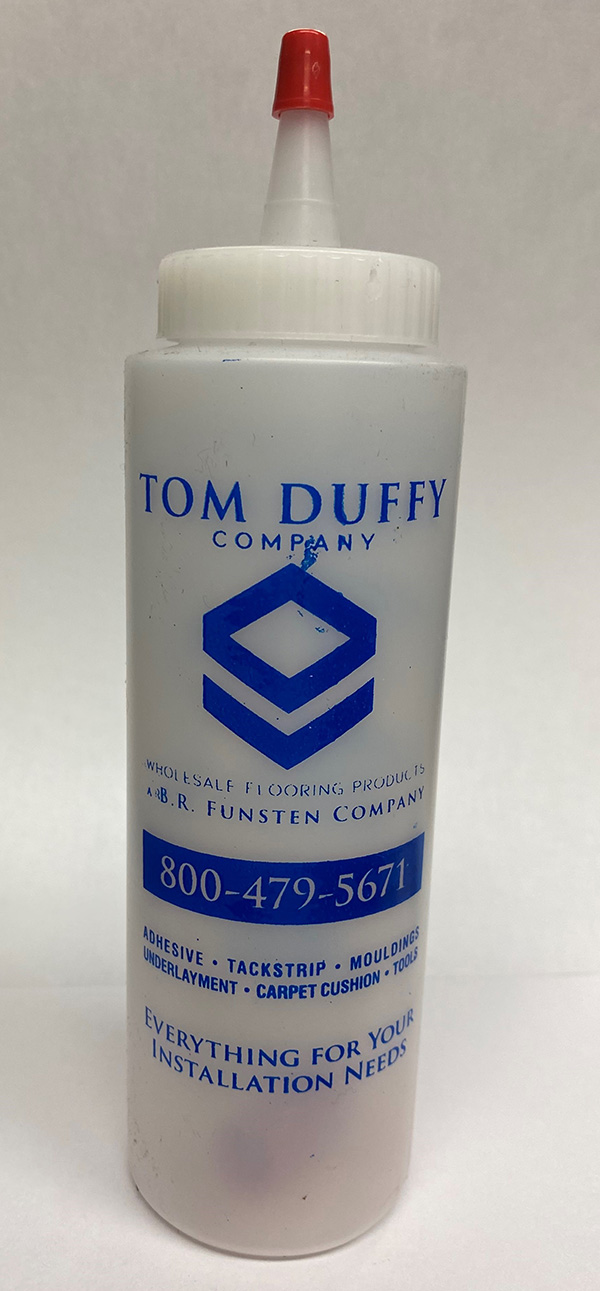 TOM DUFFY
COMPANY
WHOLESALE FLOORING PRODUCTS
A B.R. FUNSTEN COMPANY
800-479-5671
ADHESIVE • TACKSTRIP • MOULDINGS
UNDERLAYMENT • CARPET CUSHION • TOOLS
EVERYTHING FOR YOUR
INSTALLATION NEEDS